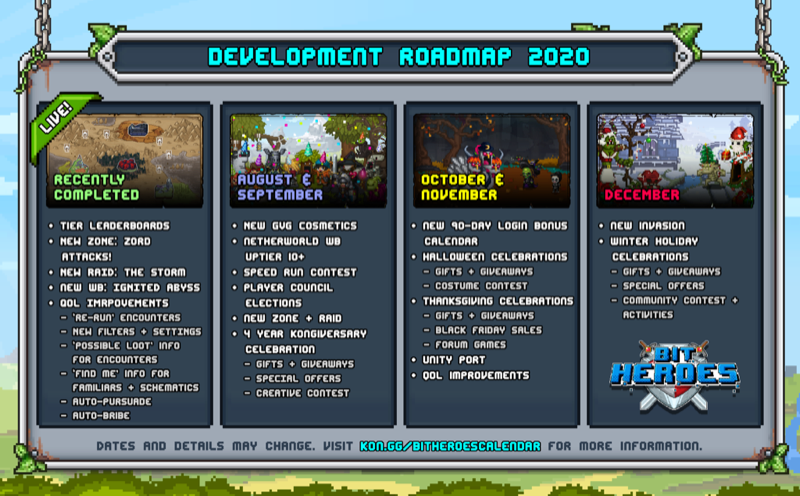 DEVELOPMENT ROADMAP 2020
LIVE!
RECENTLY
COMPLETED
• TIER LEADERBOARDS
• NEW ZONE: ZORD
ATTACKS!
• NEW RAID: THE STORM
• NEW WB: IGNITED ABYSS
• QOL IMRPOVEMENTS
– 'RE-RUN' ENCOUNTERS
– NEW FILTERS + SETTINGS
– 'POSSIBLE LOOT' INFO
FOR ENCOUNTERS
– 'FIND ME' INFO FOR
FAMILIARS + SCHEMATICS
– AUTO-PURSUADE
– AUTO-BRIBE
AUGUST &
SEPTEMBER
• NEW GVG COSMETICS
• NETHERWORLD WB
UPTIER 10+
• SPEED RUN CONTEST
• PLAYER COUNCIL
ELECTIONS
• NEW ZONE + RAID
• 4 YEAR KONGIVERSARY
CELEBRATION
– GIFTS + GIVEAWAYS
– SPECIAL OFFERS
– CREATIVE CONTEST
OCTOBER &
NOVEMBER
• NEW 90-DAY LOGIN BONUS
CALENDAR
• HALLOWEEN CELEBRATIONS
– GIFTS + GIVEAWAYS
– COSTUME CONTEST
• THANKSGIVING CELEBRATIONS
– GIFTS + GIVEAWAYS
– BLACK FRIDAY SALES
– FORUM GAMES
• UNITY PORT
• QOL IMPROVEMENTS
DECEMBER
• NEW INVASION
• WINTER HOLIDAY
CELEBRATIONS
– GIFTS + GIVEAWAYS
– SPECIAL OFFERS
– COMMUNITY CONTEST +
ACTIVITIES
BIT
HEROES
DATES AND DETAILS MAY CHANGE. VISIT KON.GG/BITHEROESCALENDAR FOR MORE INFORMATION.